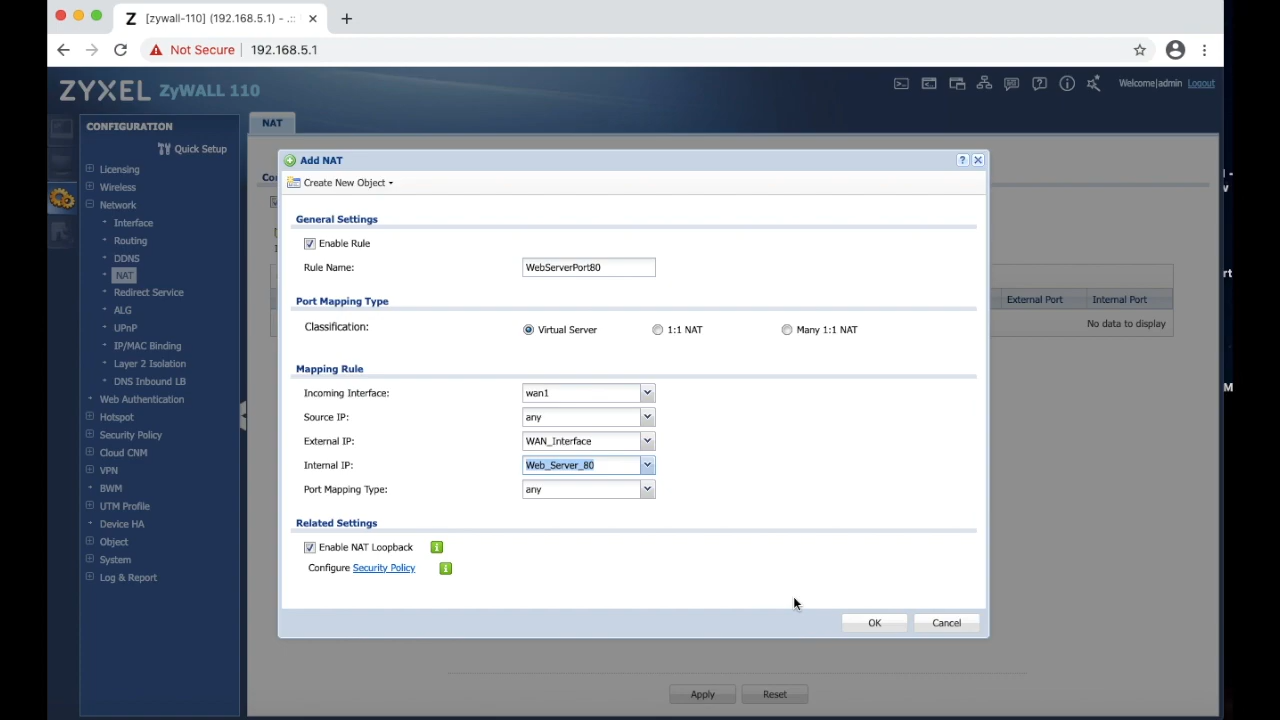 Z [zywall-110] (192.168.5.1) - .::
Not Secure 192.168.5.1
ZYXEL ZyWALL 110
Welcome|admin Logout
CONFIGURATION
Quick Setup
Licensing
Wireless
Network
Interface
Routing
DDNS
NAT
Redirect Service
ALG
UPnP
IP/MAC Binding
Layer 2 Isolation
DNS Inbound LB
Web Authentication
Hotspot
Security Policy
Cloud CNM
VPN
BWM
UTM Profile
Device HA
Object
System
Log & Report
NAT
Add NAT
Create New Object
General Settings
Enable Rule
Rule Name: WebServerPort80
Port Mapping Type
Classification: Virtual Server 1:1 NAT Many 1:1 NAT
Mapping Rule
Incoming Interface: wan1
Source IP: any
External IP: WAN_Interface
Internal IP: Web_Server_80
Port Mapping Type: any
Related Settings
Enable NAT Loopback
Configure Security Policy
OK Cancel
External Port Internal Port
No data to display
Apply Reset